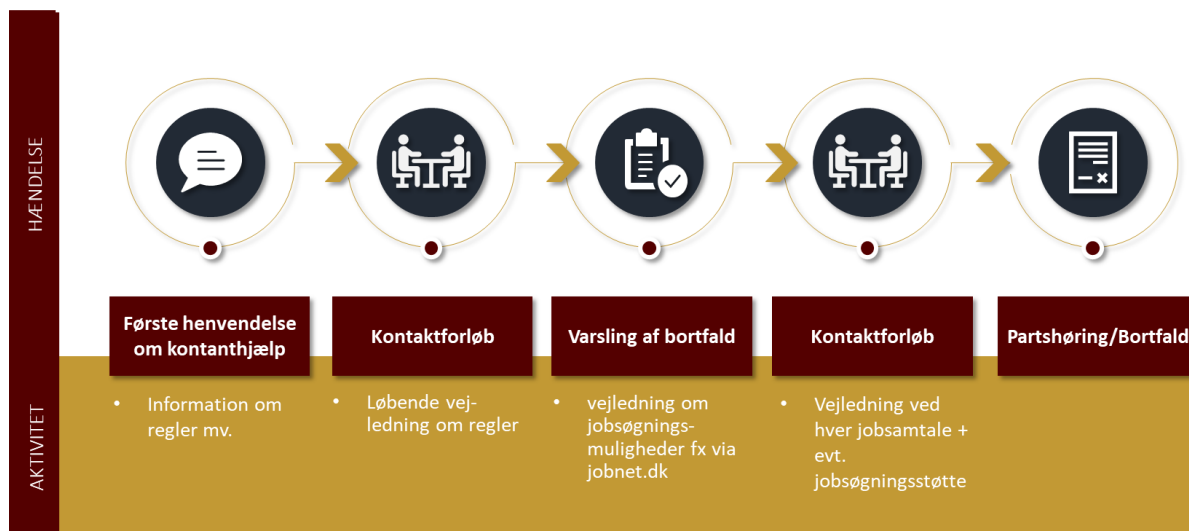 HÆNDELSE
Første henvendelse
om kontanthjælp
Kontaktforløb
Varsling af bortfald
Kontaktforløb
Partshøring/Bortfald
AKTIVITET
• Information om
regler mv.
• Løbende vej-
ledning om regler
• vejledning om
jobsøgnings-
muligheder fx via
jobnet.dk
• Vejledning ved
hver jobsamtale +
evt.
jobsøgningsstøtte